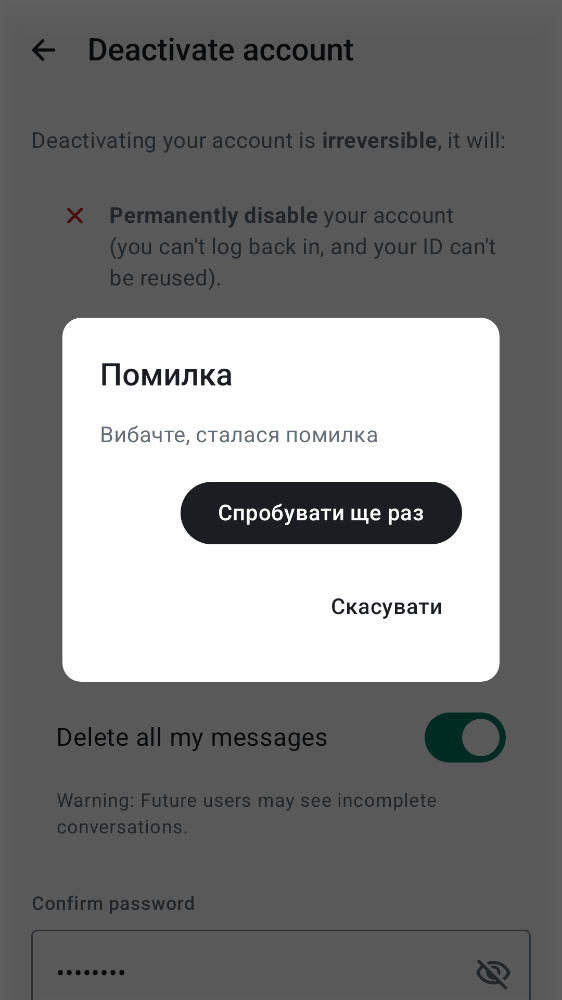 Deactivate account
Deactivating your account is irreversible, it will:
Permanently disable your account
(you can't log back in, and your ID can't
be reused).
Помилка
Вибачте, сталася помилка
Спробувати ще раз
Скасувати
Delete all my messages
Warning: Future users may see incomplete
conversations.
Confirm password
••••••••